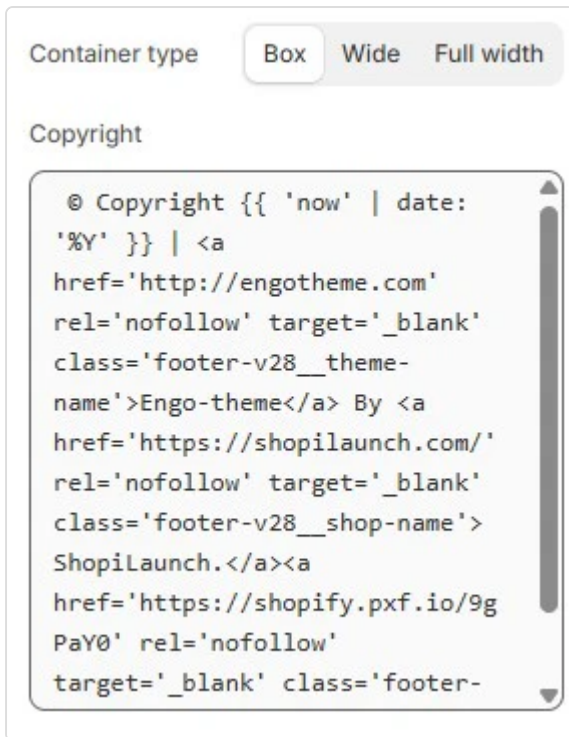 Container type Box Wide Full width
Copyright
© Copyright {{ 'now' | date:
'%Y' }} | <a
href='http://engotheme.com'
rel='nofollow' target='_blank'
class='footer-v28__theme-
name'>Engo-theme</a> By <a
href='https://shopilaunch.com/'
rel='nofollow' target='_blank'
class='footer-v28__shop-name'>
ShopiLaunch.</a><a
href='https://shopify.pxf.io/9g
PaY0' rel='nofollow'
target='_blank' class='footer-